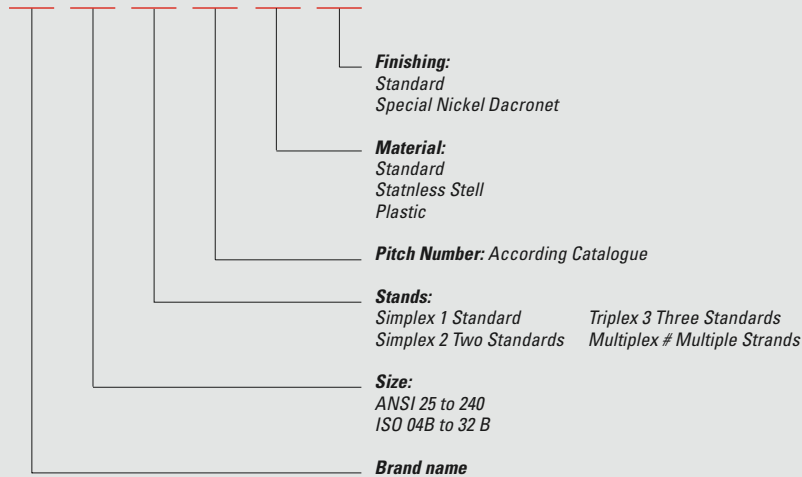 Finishing:
Standard
Special Nickel Dacronet
Material:
Standard
Statnless Stell
Plastic
Pitch Number: According Catalogue
Stands:
Simplex 1 Standard Triplex 3 Three Standards
Simplex 2 Two Standards Multiplex # Multiple Strands
Size:
ANSI 25 to 240
ISO 04B to 32 B
Brand name